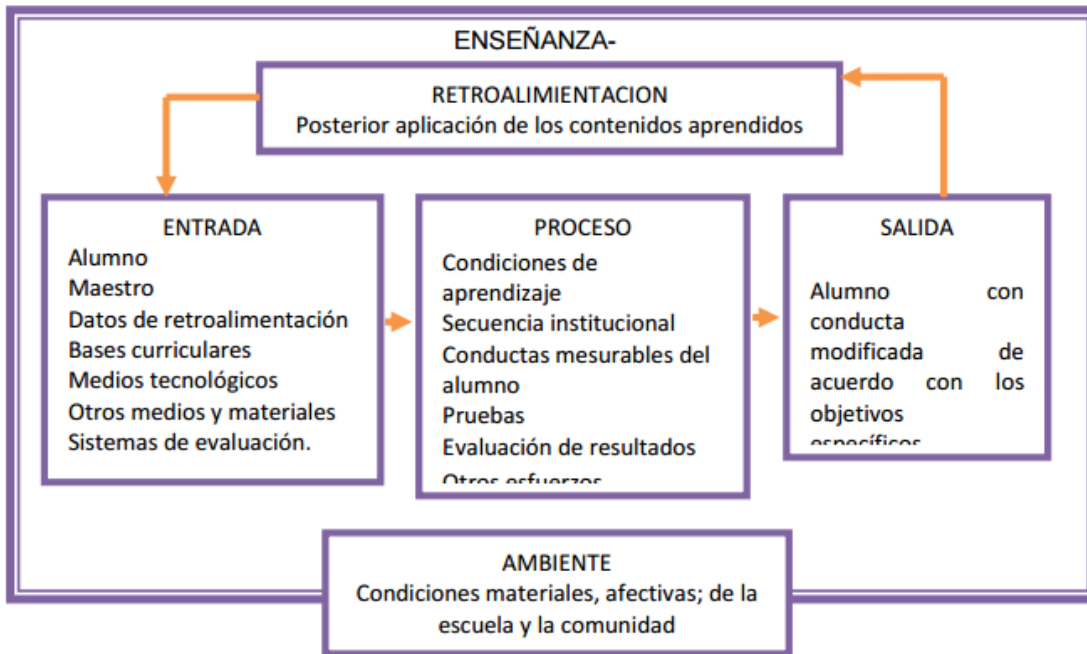 ENSEÑANZA-
RETROALIMIENTACION
Posterior aplicación de los contenidos aprendidos
ENTRADA
Alumno
Maestro
Datos de retroalimentación
Bases curriculares
Medios tecnológicos
Otros medios y materiales
Sistemas de evaluación.
PROCESO
Condiciones de
aprendizaje
Secuencia institucional
Conductas mesurables del
alumno
Pruebas
Evaluación de resultados
Otros esfuerzos
SALIDA
Alumno con
conducta
modificada de
acuerdo con los
objetivos
específicos
AMBIENTE
Condiciones materiales, afectivas; de la
escuela y la comunidad